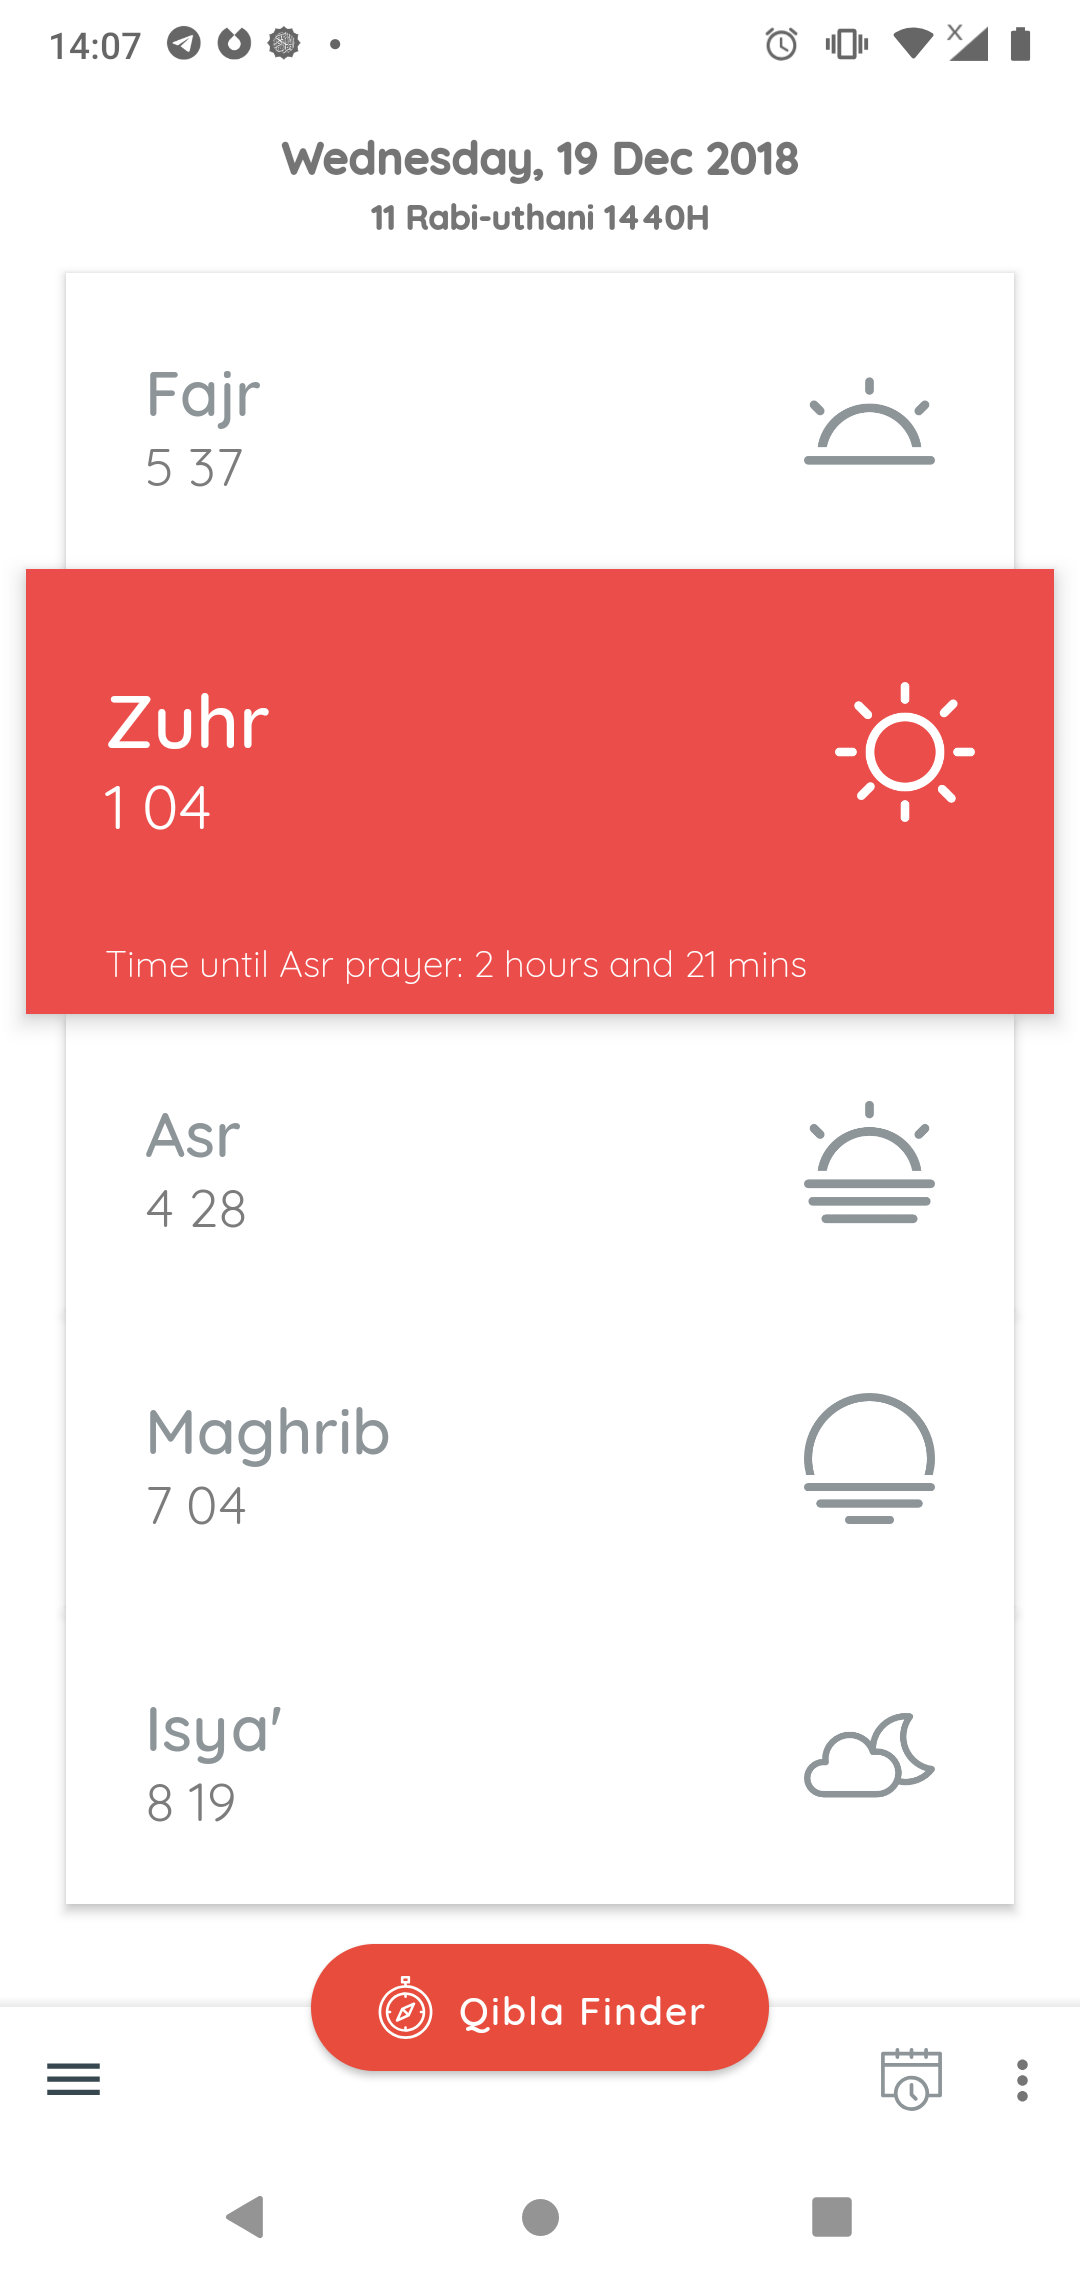 14:07
Wednesday, 19 Dec 2018
11 Rabi-uthani 1440H
Fajr
5 37
Zuhr
1 04
Time until Asr prayer: 2 hours and 21 mins
Asr
4 28
Maghrib
7 04
Isya'
8 19
Qibla Finder